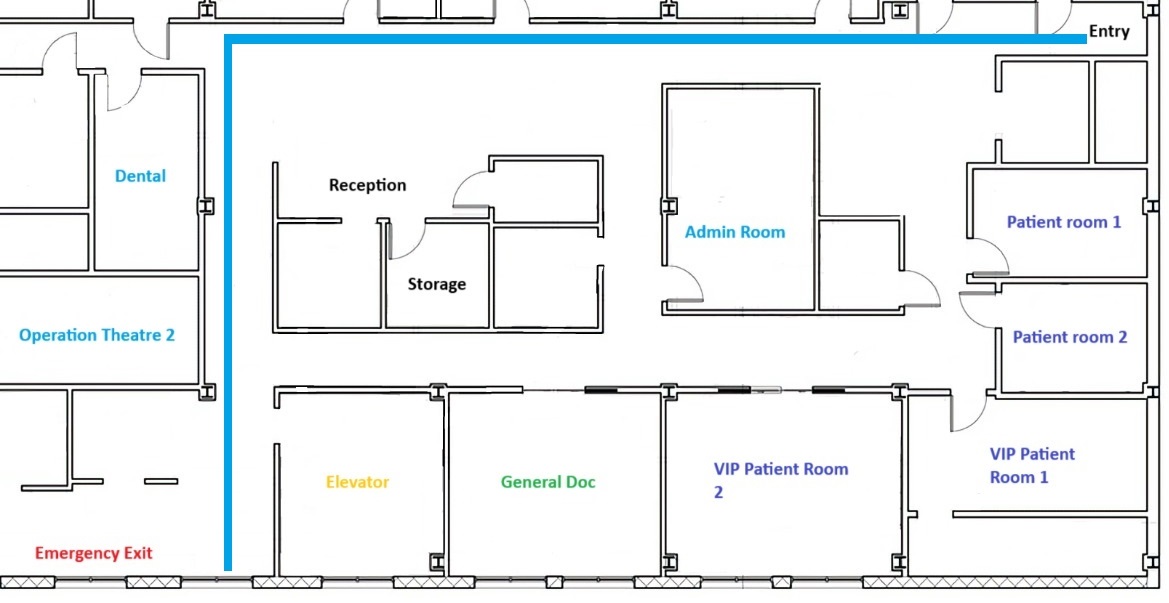 Entry
Dental
Reception
Patient room 1
Admin Room
Storage
Operation Theatre 2
Patient room 2
VIP Patient
Room 1
VIP Patient Room
2
Elevator
General Doc
Emergency Exit